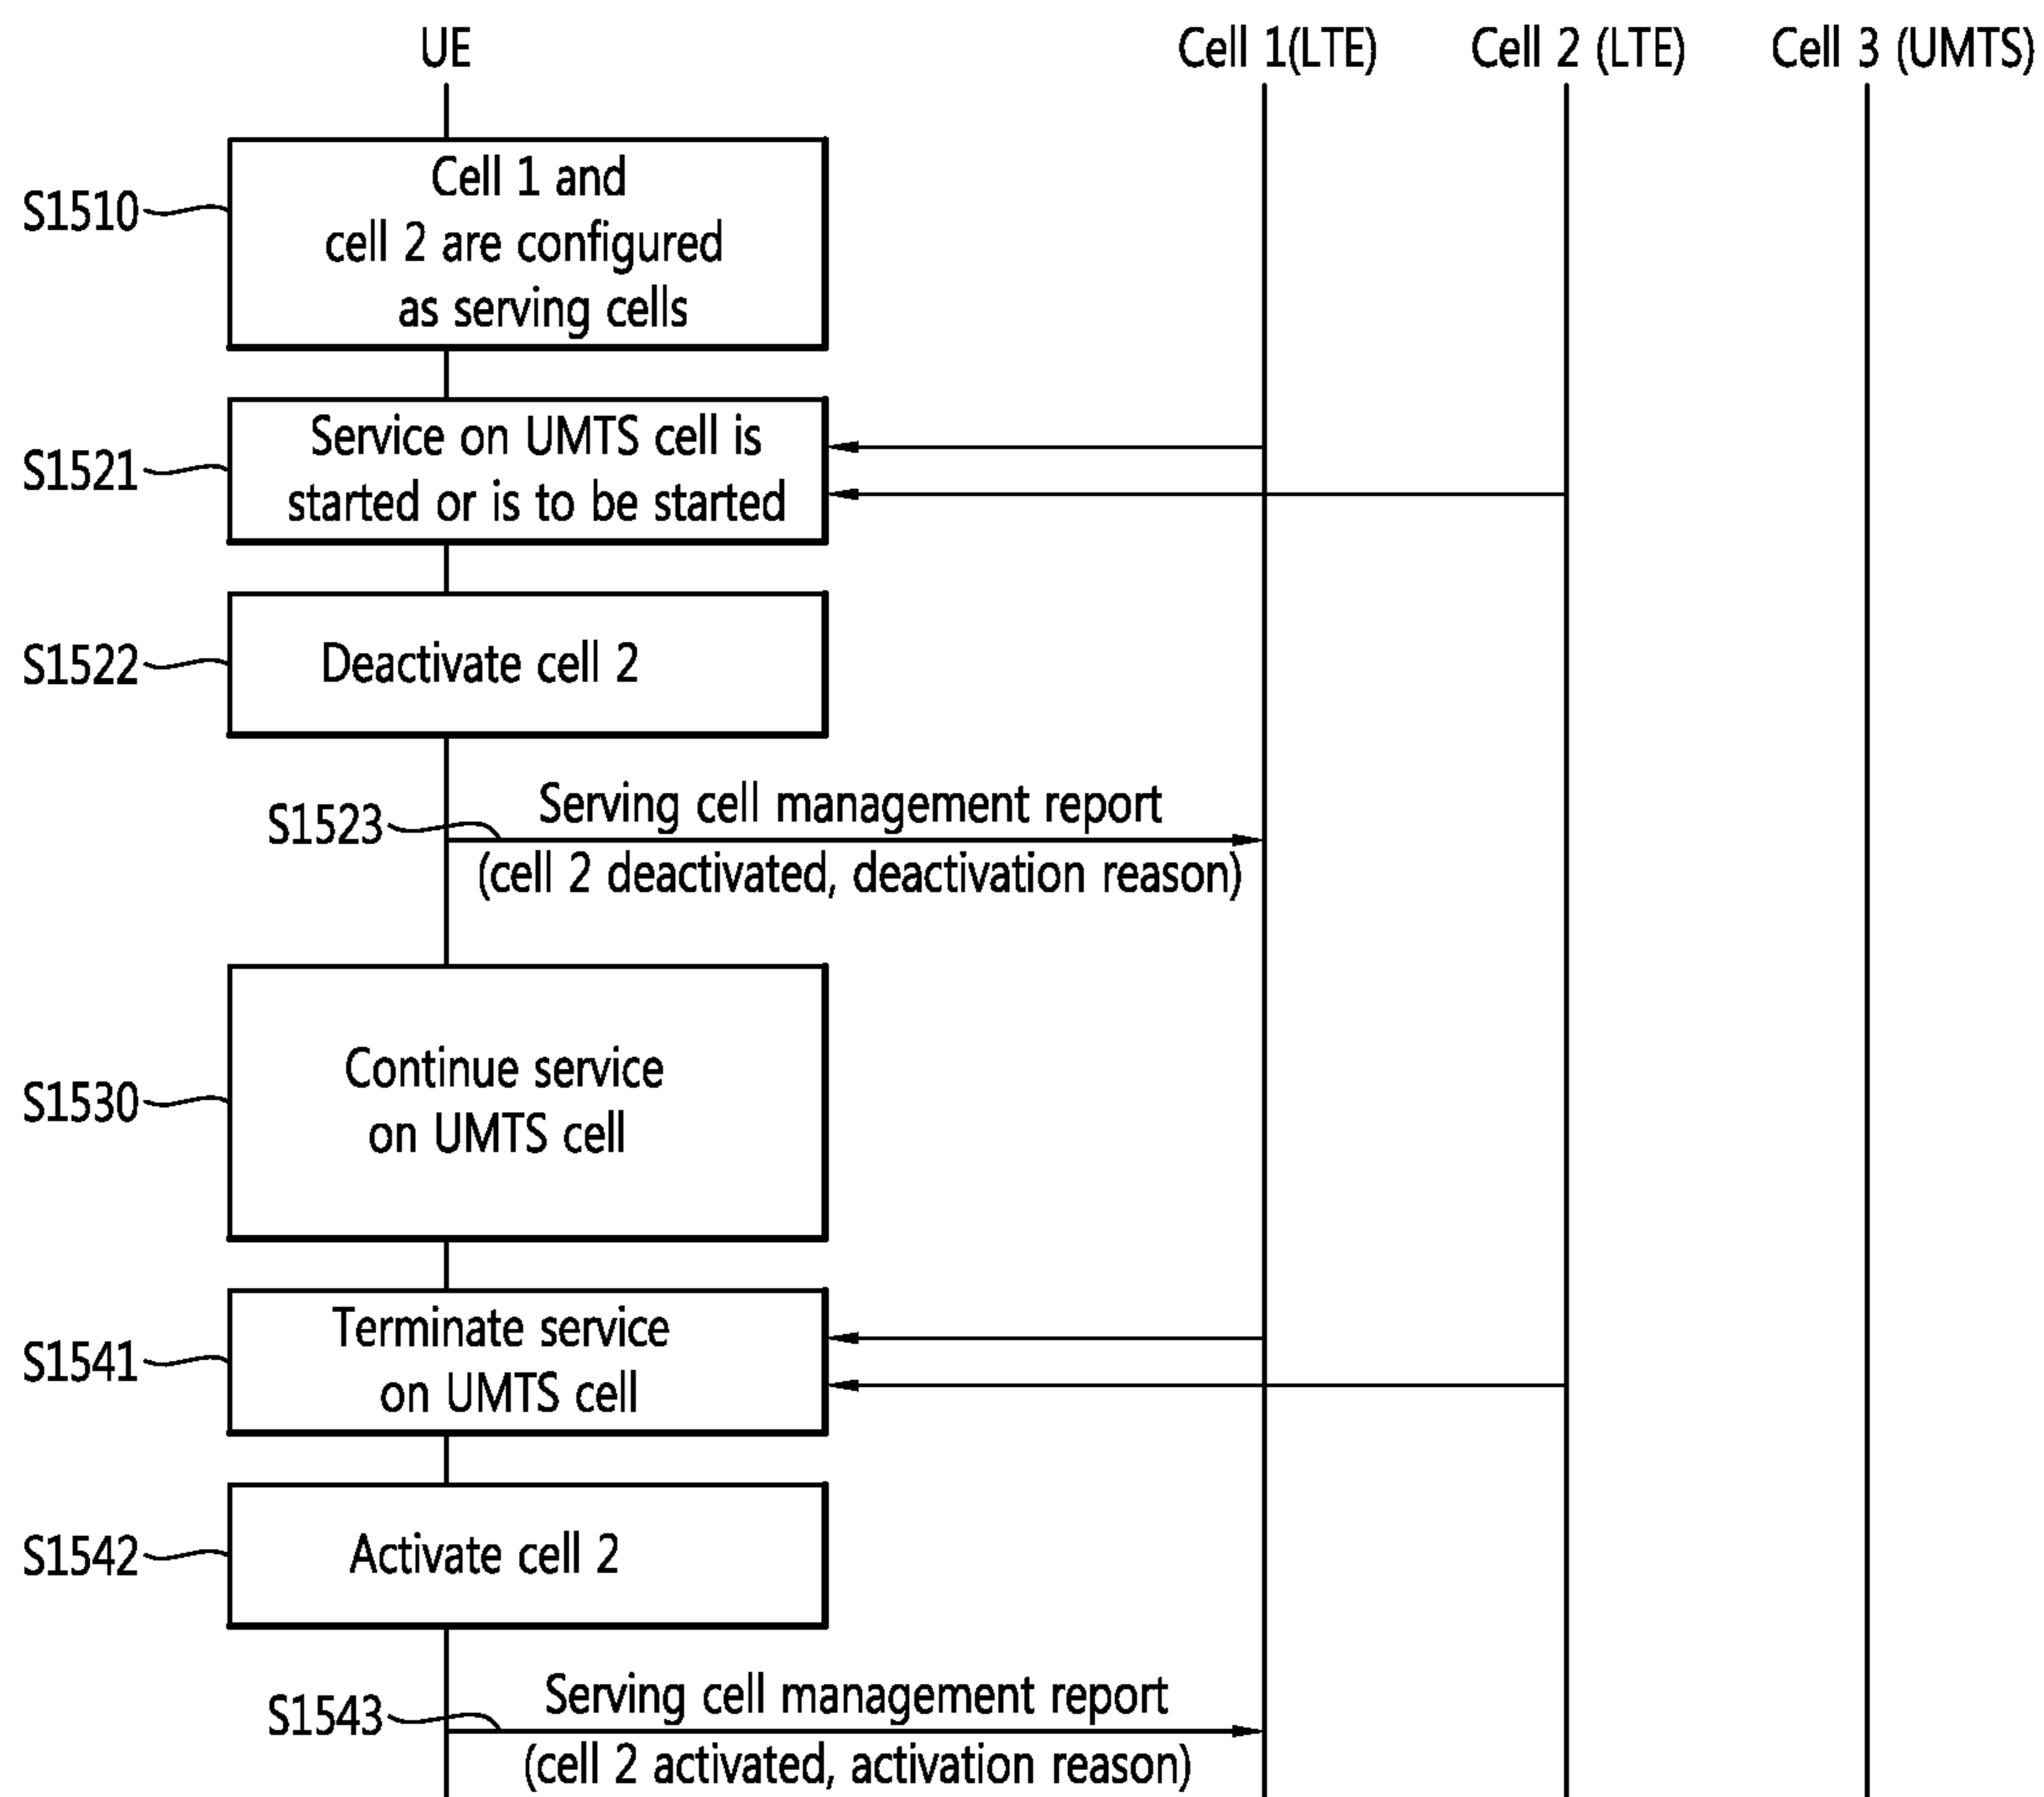 UE
Cell 1(LTE)
Cell 2 (LTE)
Cell 3 (UMTS)
S1510
Cell 1 and
cell 2 are configured
as serving cells
S1521
Service on UMTS cell is
started or is to be started
S1522
Deactivate cell 2
S1523
Serving cell management report
(cell 2 deactivated, deactivation reason)
S1530
Continue service
on UMTS cell
S1541
Terminate service
on UMTS cell
S1542
Activate cell 2
S1543
Serving cell management report
(cell 2 activated, activation reason)